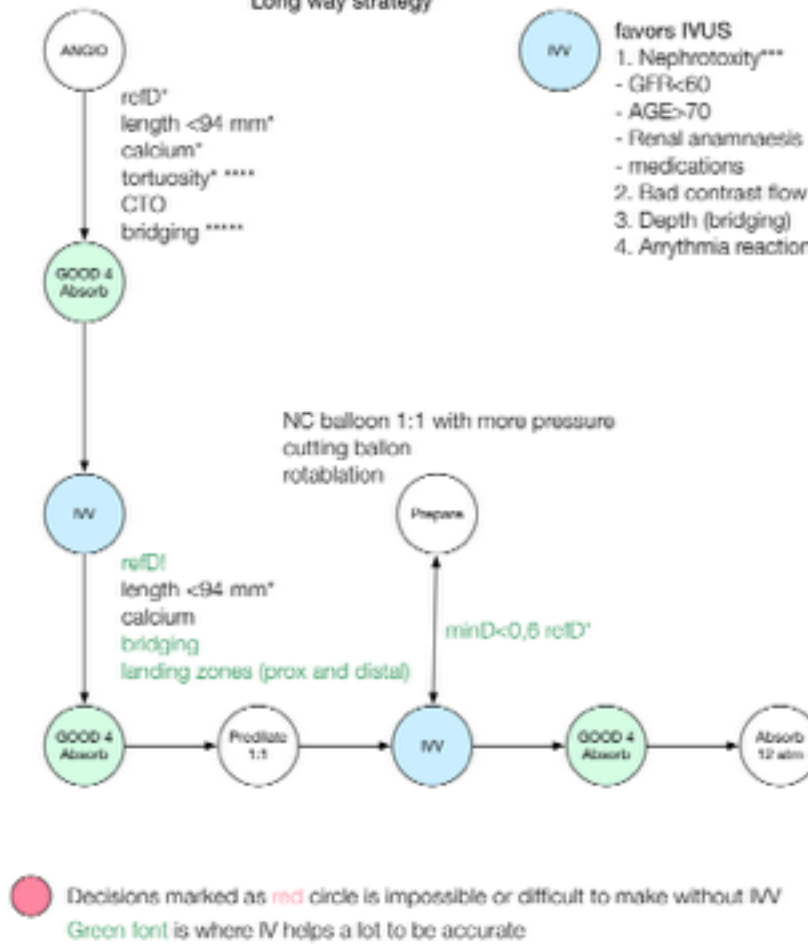 Long way strategy
ANGIO
refD*
length <94 mm*
calcium*
tortuosity* ****
CTO
bridging *****
IVV
favors IVUS
1. Nephrotoxity***
- GFR<60
- AGE>70
- Renal anamnaesis
- medications
2. Bad contrast flow
3. Depth (bridging)
4. Arrythmia reaction
GOOD 4
Absorb
NC balloon 1:1 with more pressure
cutting ballon
rotablation
IVV
Prepare
refD!
length <94 mm*
calcium
bridging
landing zones (prox and distal)
minD<0,6 refD*
GOOD 4
Absorb
Predilate
1:1
IVV
GOOD 4
Absorb
Absorb
12 atm
Decisions marked as red circle is impossible or difficult to make without IVV
Green font is where IV helps a lot to be accurate